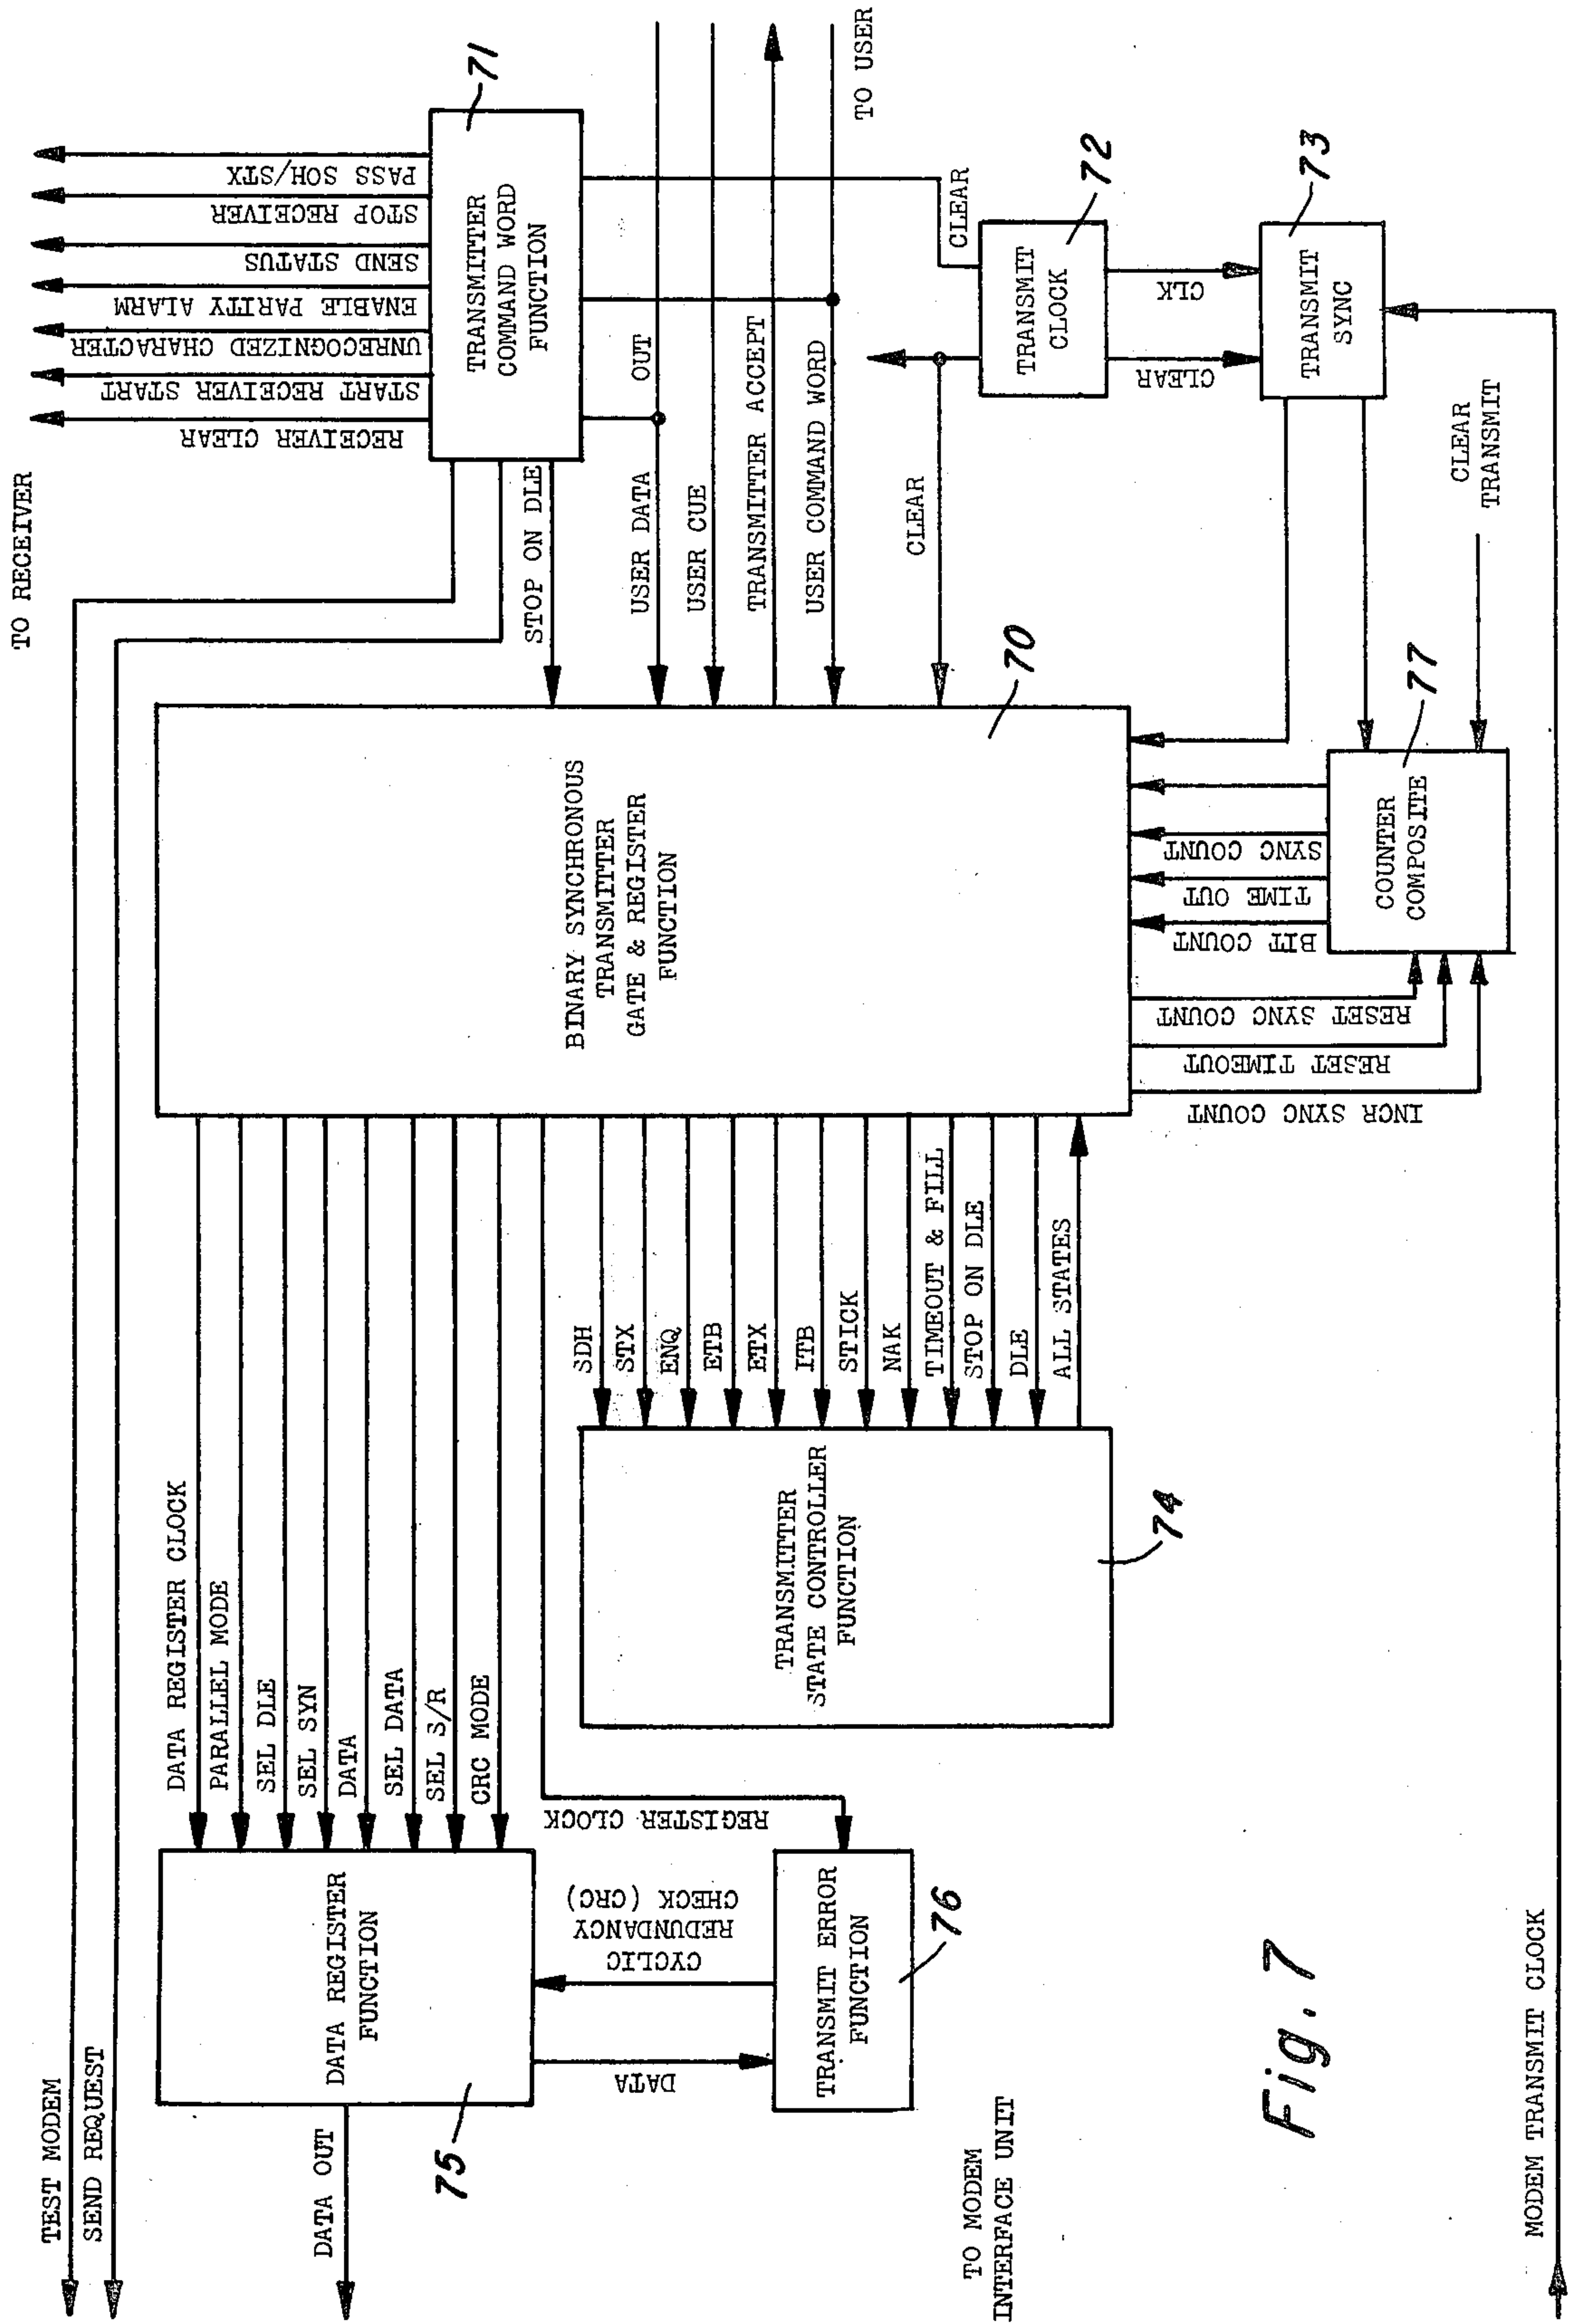 TO RECEIVER
RECEIVER CLEAR
START RECEIVER START
UNRECOGNIZED CHARACTER
ENABLE PARITY ALARM
SEND STATUS
STOP RECEIVER
PASS SOH/STX
71
TRANSMITTER
COMMAND WORD
FUNCTION
TEST MODEM
SEND REQUEST
STOP ON DLE
USER DATA
OUT
USER CUE
TRANSMITTER ACCEPT
USER COMMAND WORD
TO USER
CLEAR
CLEAR
TRANSMIT
CLOCK
72
CLEAR
CLK
TRANSMIT
SYNC
73
CLEAR
TRANSMIT
BINARY SYNCHRONOUS
TRANSMITTER
GATE & REGISTER
FUNCTION
70
COUNTER
COMPOSITE
77
BIT COUNT
TIME OUT
SYNC COUNT
RESET SYNC COUNT
RESET TIMEOUT
INCR SYNC COUNT
DATA REGISTER CLOCK
PARALLEL MODE
SEL DLE
SEL SYN
DATA
SEL DATA
SEL S/R
CRC MODE
REGISTER CLOCK
SDH
STX
ENQ
ETB
ETX
ITB
STICK
NAK
TIMEOUT & FILL
STOP ON DLE
DLE
ALL STATES
TRANSMITTER
STATE CONTROLLER
FUNCTION
74
DATA REGISTER
FUNCTION
75
DATA OUT
DATA
CYCLIC
REDUNDANCY
CHECK (CRC)
TRANSMIT ERROR
FUNCTION
76
TO MODEM
INTERFACE UNIT
MODEM TRANSMIT CLOCK
Fig. 7